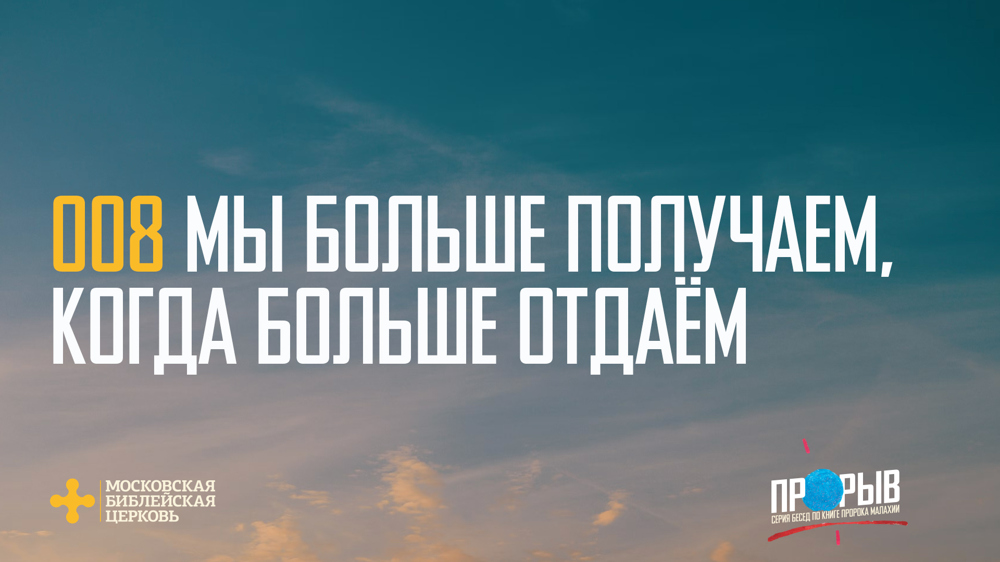 008 МЫ БОЛЬШЕ ПОЛУЧАЕМ,
КОГДА БОЛЬШЕ ОТДАЁМ
МОСКОВСКАЯ
БИБЛЕЙСКАЯ
ЦЕРКОВЬ
ПРОРЫВ
СЕРИЯ БЕСЕД ПО КНИГЕ ПРОРОКА МАЛАХИИ